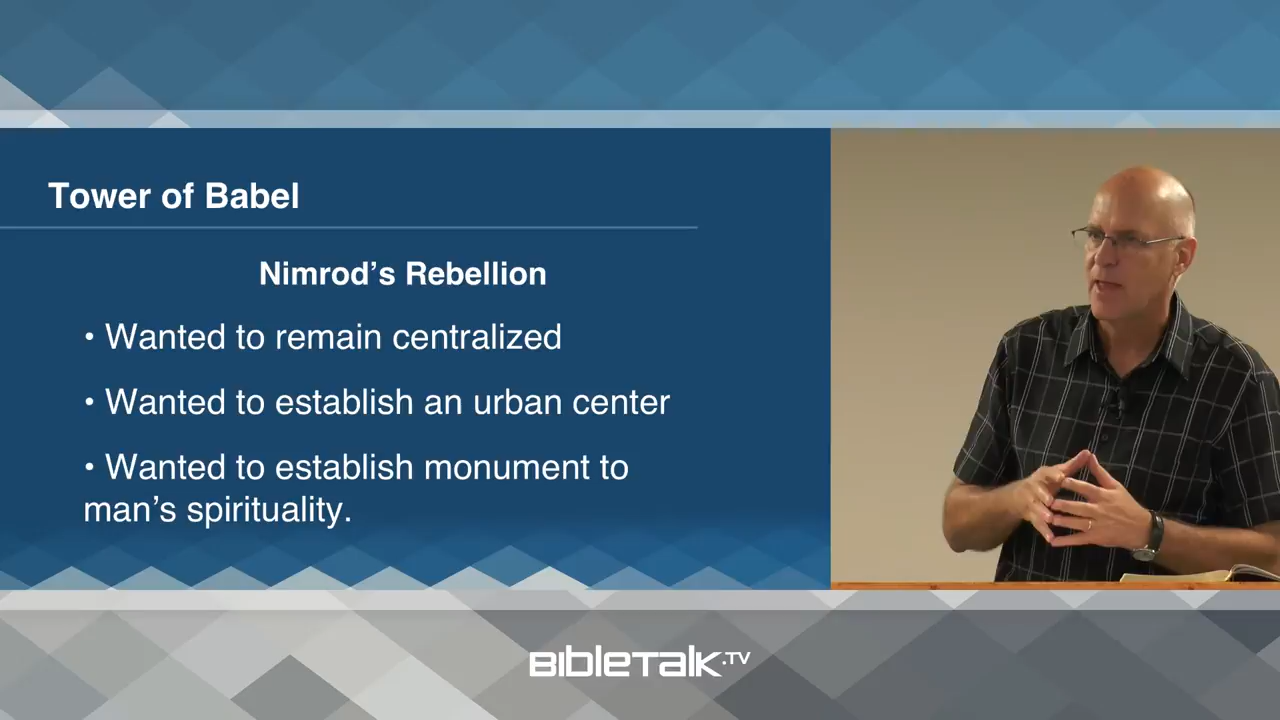 Tower of Babel
Nimrod's Rebellion
• Wanted to remain centralized
• Wanted to establish an urban center
• Wanted to establish monument to
man's spirituality.
BIBLETALK.TV